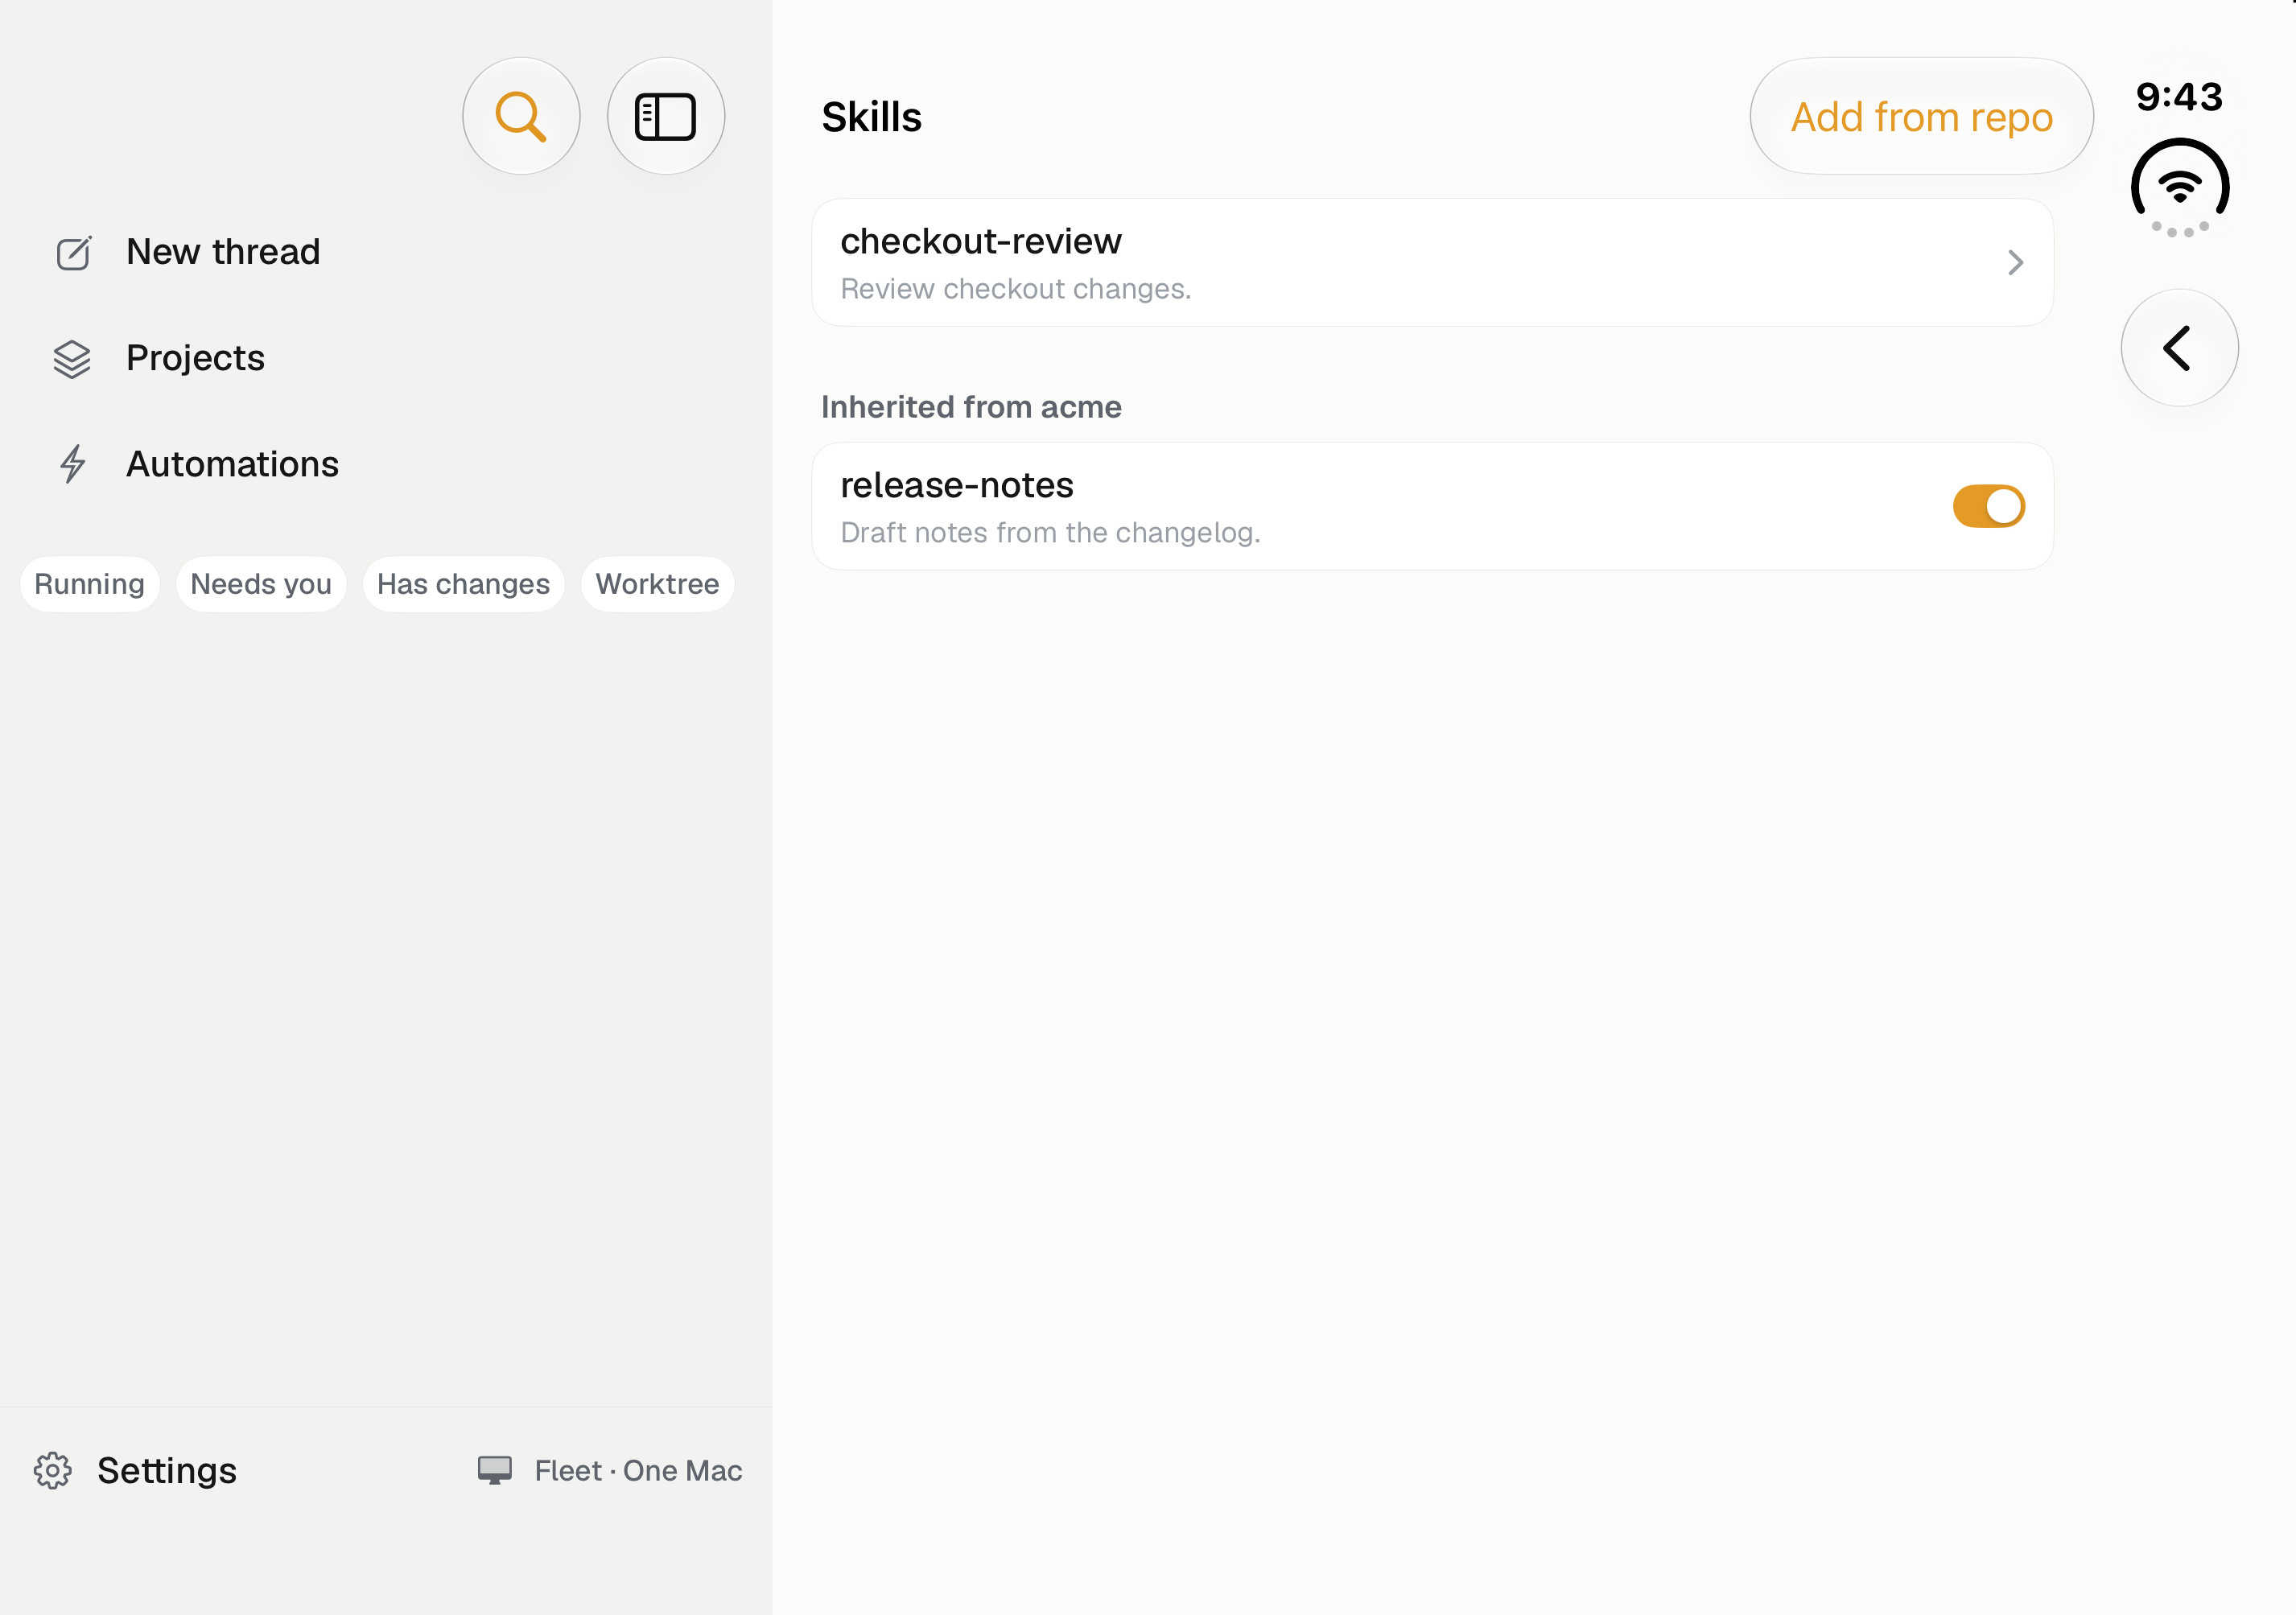 New thread
Projects
Automations
Running
Needs you
Has changes
Worktree
Settings
Fleet · One Mac
Skills
Add from repo
9:43
checkout-review
Review checkout changes.
Inherited from acme
release-notes
Draft notes from the changelog.